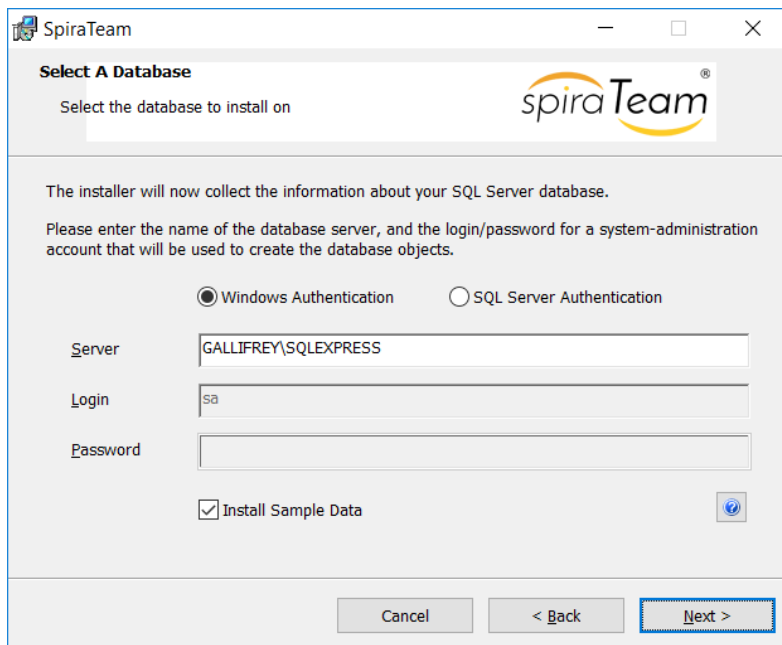 SpiraTeam
Select A Database
Select the database to install on
spiraTeam®
The installer will now collect the information about your SQL Server database.
Please enter the name of the database server, and the login/password for a system-administration
account that will be used to create the database objects.
Windows Authentication SQL Server Authentication
Server GALLIFREY\SQLEXPRESS
Login sa
Password
Install Sample Data
Cancel < Back Next >